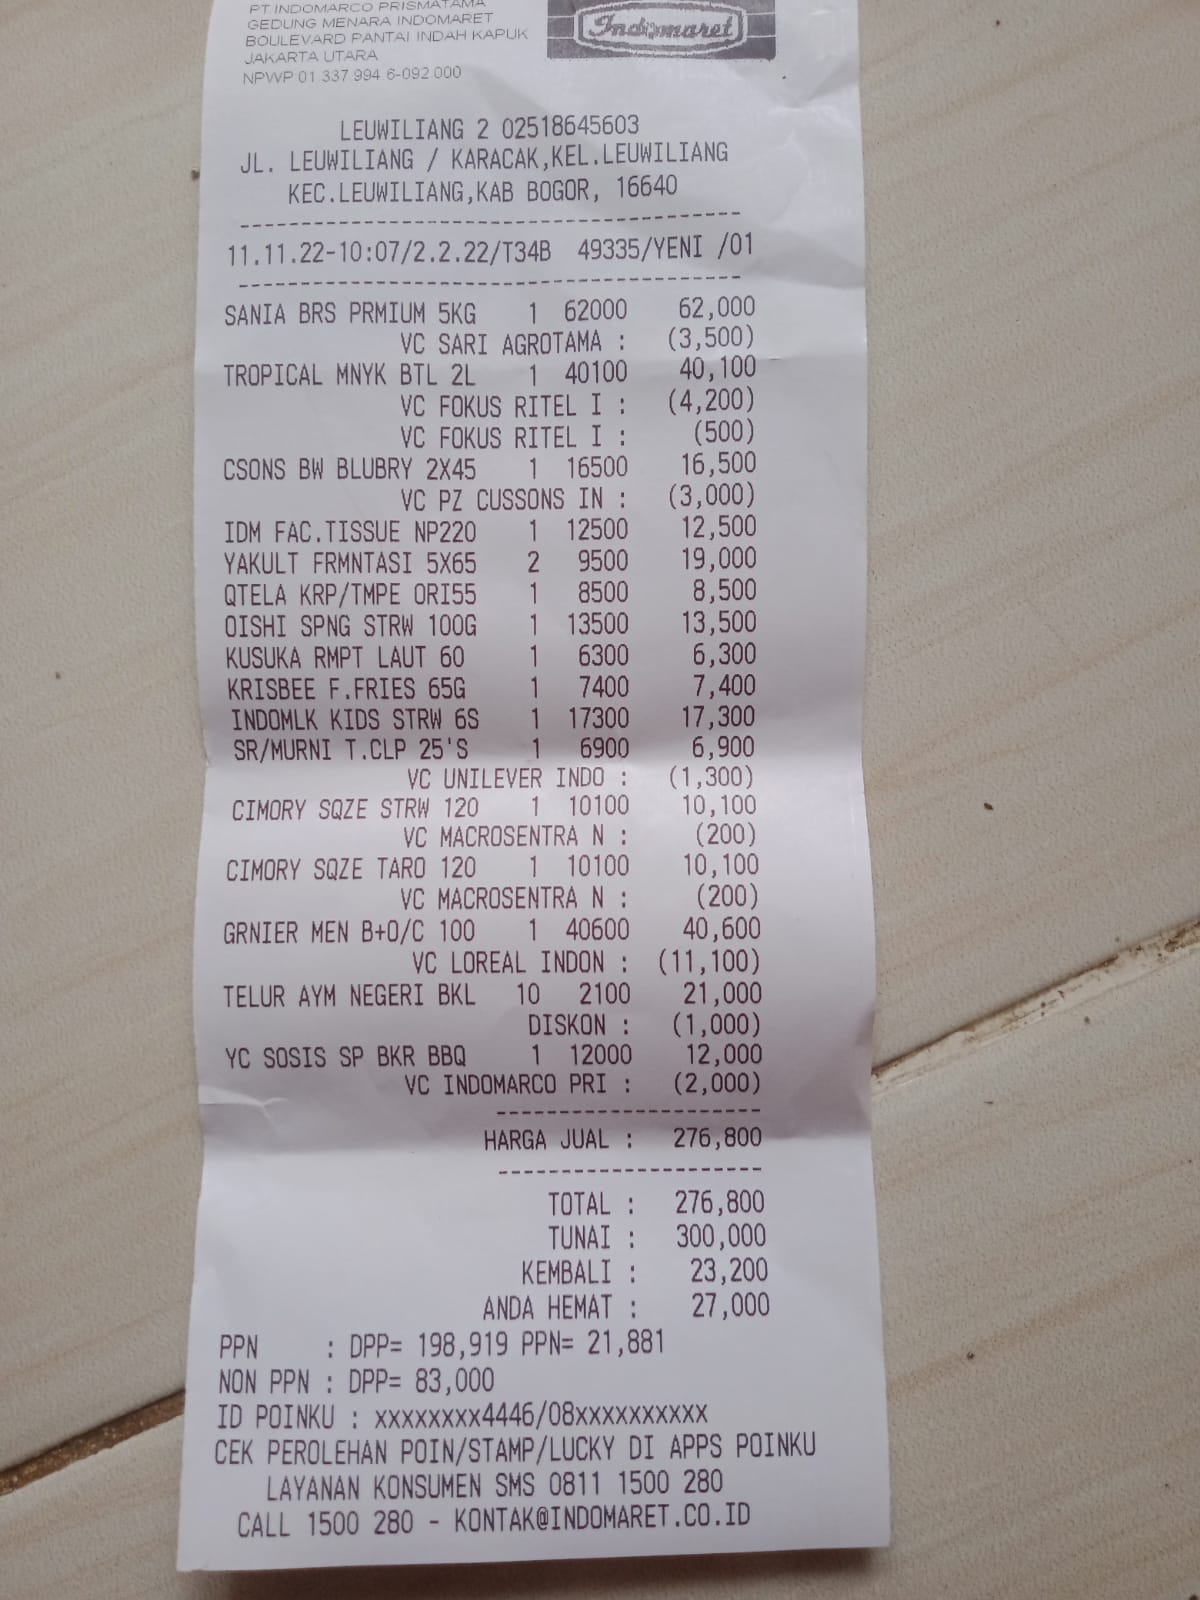 PT INDOMARCO PRISMATAMA
GEDUNG MENARA INDOMARET
BOULEVARD PANTAI INDAH KAPUK
JAKARTA UTARA
NPWP 01 337 994 6-092 000
Indomaret
LEUWILIANG 2 02518645603
JL. LEUWILIANG / KARACAK,KEL.LEUWILIANG
KEC.LEUWILIANG,KAB BOGOR, 16640
11.11.22-10:07/2.2.22/T34B 49335/YENI /01
SANIA BRS PRMIUM 5KG 1 62000 62,000
VC SARI AGROTAMA : (3,500)
TROPICAL MNYK BTL 2L 1 40100 40,100
VC FOKUS RITEL I : (4,200)
VC FOKUS RITEL I : (500)
CSONS BW BLUBRY 2X45 1 16500 16,500
VC PZ CUSSONS IN : (3,000)
IDM FAC.TISSUE NP220 1 12500 12,500
YAKULT FRMNTASI 5X65 2 9500 19,000
QTELA KRP/TMPE ORI55 1 8500 8,500
OISHI SPNG STRW 100G 1 13500 13,500
KUSUKA RMPT LAUT 60 1 6300 6,300
KRISBEE F.FRIES 65G 1 7400 7,400
INDOMLK KIDS STRW 6S 1 17300 17,300
SR/MURNI T.CLP 25'S 1 6900 6,900
VC UNILEVER INDO : (1,300)
CIMORY SQZE STRW 120 1 10100 10,100
VC MACROSENTRA N : (200)
CIMORY SQZE TARO 120 1 10100 10,100
VC MACROSENTRA N : (200)
GRNIER MEN B+O/C 100 1 40600 40,600
VC LOREAL INDON : (11,100)
TELUR AYM NEGERI BKL 10 2100 21,000
DISKON : (1,000)
YC SOSIS SP BKR BBQ 1 12000 12,000
VC INDOMARCO PRI : (2,000)
HARGA JUAL : 276,800
TOTAL : 276,800
TUNAI : 300,000
KEMBALI : 23,200
ANDA HEMAT : 27,000
PPN : DPP= 198,919 PPN= 21,881
NON PPN : DPP= 83,000
ID POINKU : xxxxxxxx4446/08xxxxxxxxxx
CEK PEROLEHAN POIN/STAMP/LUCKY DI APPS POINKU
LAYANAN KONSUMEN SMS 0811 1500 280
CALL 1500 280 - KONTAK@INDOMARET.CO.ID